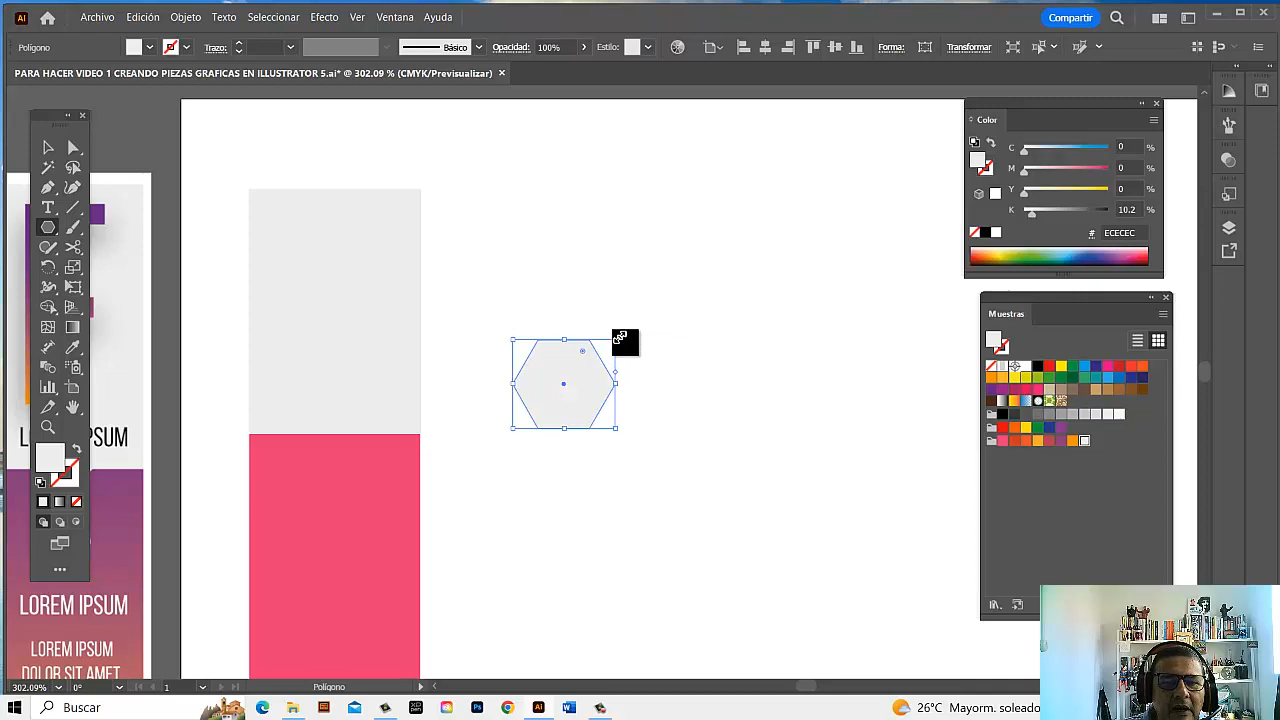 Archivo Edición Objeto Texto Seleccionar Efecto Ver Ventana Ayuda Compartir
Polígono Trazo: Básico Opacidad: 100% Estilo: Forma: Transformar
PARA HACER VIDEO 1 CREANDO PIEZAS GRAFICAS EN ILLUSTRATOR 5.ai* @ 302.09 % (CMYK/Previsualizar)
Color
C 0 %
M 0 %
Y 0 %
K 10.2 %
# ECECEC
Muestras
LOREM IPSUM
LOREM IPSUM
DOLOR SIT AMET
302.09% 0° 1 Polígono
Buscar 26°C Mayorm. soleado